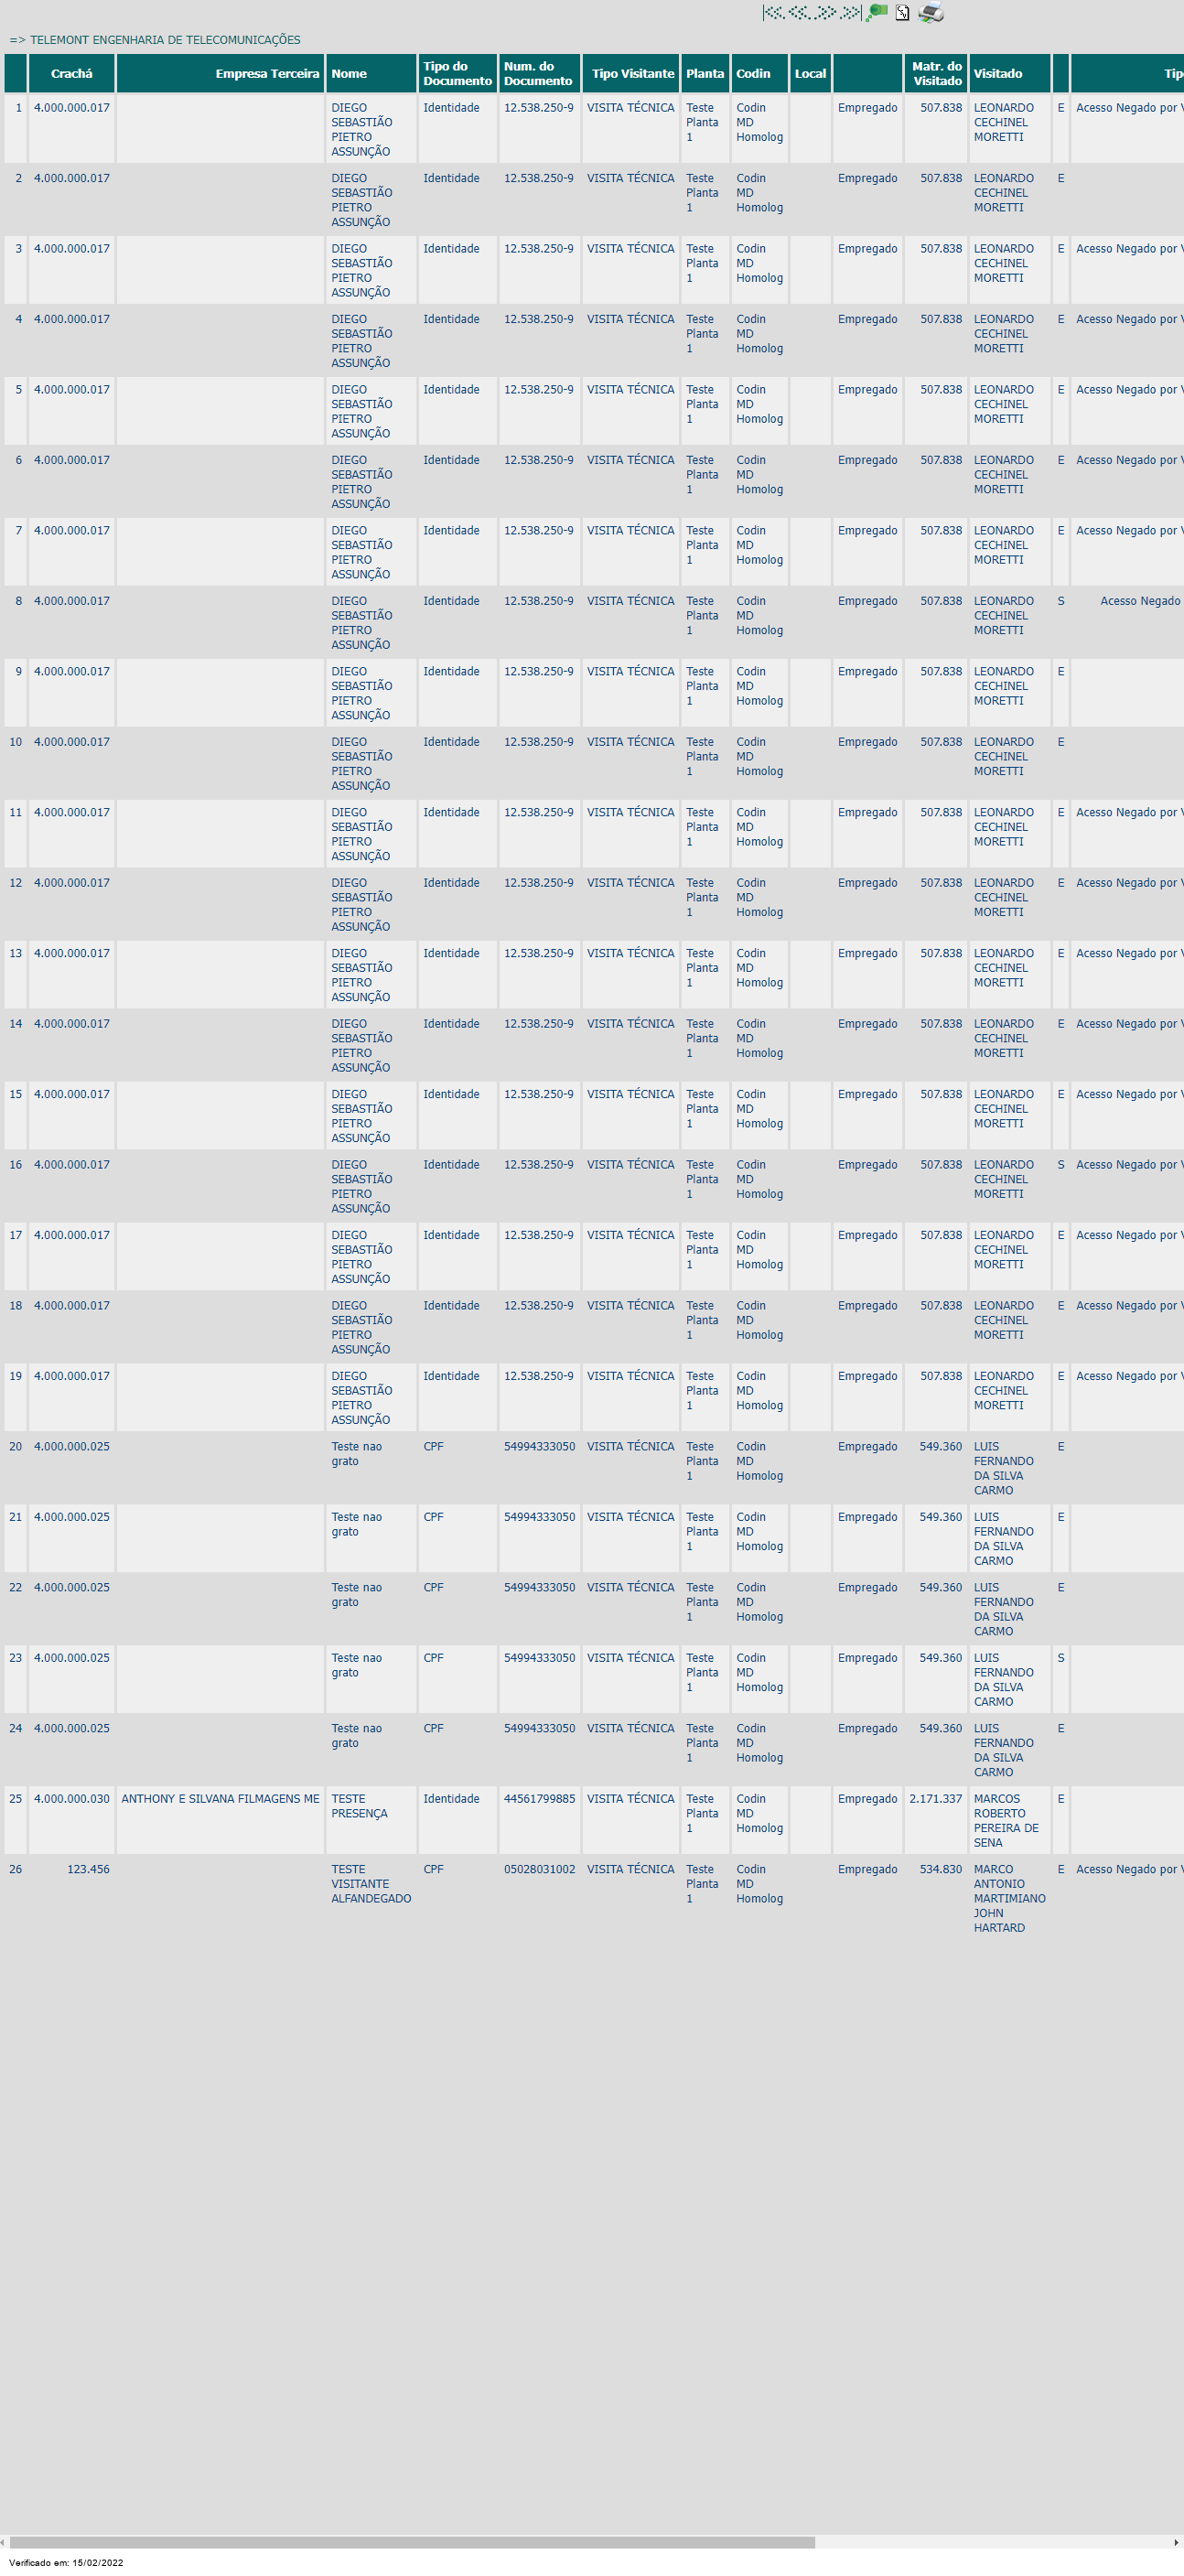 => TELEMONT ENGENHARIA DE TELECOMUNICAÇÕES
Crachá Empresa Terceira Nome Tipo do Documento Num. do Documento Tipo Visitante Planta Codin Local Matr. do Visitado Visitado Tipo
1 4.000.000.017 DIEGO Identidade 12.538.250-9 VISITA TÉCNICA Teste Codin Empregado 507.838 LEONARDO E Acesso Negado por V
SEBASTIÃO Planta MD CECHINEL
PIETRO 1 Homolog MORETTI
ASSUNÇÃO
2 4.000.000.017 DIEGO Identidade 12.538.250-9 VISITA TÉCNICA Teste Codin Empregado 507.838 LEONARDO E
SEBASTIÃO Planta MD CECHINEL
PIETRO 1 Homolog MORETTI
ASSUNÇÃO
3 4.000.000.017 DIEGO Identidade 12.538.250-9 VISITA TÉCNICA Teste Codin Empregado 507.838 LEONARDO E Acesso Negado por V
SEBASTIÃO Planta MD CECHINEL
PIETRO 1 Homolog MORETTI
ASSUNÇÃO
4 4.000.000.017 DIEGO Identidade 12.538.250-9 VISITA TÉCNICA Teste Codin Empregado 507.838 LEONARDO E Acesso Negado por V
SEBASTIÃO Planta MD CECHINEL
PIETRO 1 Homolog MORETTI
ASSUNÇÃO
5 4.000.000.017 DIEGO Identidade 12.538.250-9 VISITA TÉCNICA Teste Codin Empregado 507.838 LEONARDO E Acesso Negado por V
SEBASTIÃO Planta MD CECHINEL
PIETRO 1 Homolog MORETTI
ASSUNÇÃO
6 4.000.000.017 DIEGO Identidade 12.538.250-9 VISITA TÉCNICA Teste Codin Empregado 507.838 LEONARDO E Acesso Negado por V
SEBASTIÃO Planta MD CECHINEL
PIETRO 1 Homolog MORETTI
ASSUNÇÃO
7 4.000.000.017 DIEGO Identidade 12.538.250-9 VISITA TÉCNICA Teste Codin Empregado 507.838 LEONARDO E Acesso Negado por V
SEBASTIÃO Planta MD CECHINEL
PIETRO 1 Homolog MORETTI
ASSUNÇÃO
8 4.000.000.017 DIEGO Identidade 12.538.250-9 VISITA TÉCNICA Teste Codin Empregado 507.838 LEONARDO S Acesso Negado
SEBASTIÃO Planta MD CECHINEL
PIETRO 1 Homolog MORETTI
ASSUNÇÃO
9 4.000.000.017 DIEGO Identidade 12.538.250-9 VISITA TÉCNICA Teste Codin Empregado 507.838 LEONARDO E
SEBASTIÃO Planta MD CECHINEL
PIETRO 1 Homolog MORETTI
ASSUNÇÃO
10 4.000.000.017 DIEGO Identidade 12.538.250-9 VISITA TÉCNICA Teste Codin Empregado 507.838 LEONARDO E
SEBASTIÃO Planta MD CECHINEL
PIETRO 1 Homolog MORETTI
ASSUNÇÃO
11 4.000.000.017 DIEGO Identidade 12.538.250-9 VISITA TÉCNICA Teste Codin Empregado 507.838 LEONARDO E Acesso Negado por V
SEBASTIÃO Planta MD CECHINEL
PIETRO 1 Homolog MORETTI
ASSUNÇÃO
12 4.000.000.017 DIEGO Identidade 12.538.250-9 VISITA TÉCNICA Teste Codin Empregado 507.838 LEONARDO E Acesso Negado por V
SEBASTIÃO Planta MD CECHINEL
PIETRO 1 Homolog MORETTI
ASSUNÇÃO
13 4.000.000.017 DIEGO Identidade 12.538.250-9 VISITA TÉCNICA Teste Codin Empregado 507.838 LEONARDO E Acesso Negado por V
SEBASTIÃO Planta MD CECHINEL
PIETRO 1 Homolog MORETTI
ASSUNÇÃO
14 4.000.000.017 DIEGO Identidade 12.538.250-9 VISITA TÉCNICA Teste Codin Empregado 507.838 LEONARDO E Acesso Negado por V
SEBASTIÃO Planta MD CECHINEL
PIETRO 1 Homolog MORETTI
ASSUNÇÃO
15 4.000.000.017 DIEGO Identidade 12.538.250-9 VISITA TÉCNICA Teste Codin Empregado 507.838 LEONARDO E Acesso Negado por V
SEBASTIÃO Planta MD CECHINEL
PIETRO 1 Homolog MORETTI
ASSUNÇÃO
16 4.000.000.017 DIEGO Identidade 12.538.250-9 VISITA TÉCNICA Teste Codin Empregado 507.838 LEONARDO S Acesso Negado por V
SEBASTIÃO Planta MD CECHINEL
PIETRO 1 Homolog MORETTI
ASSUNÇÃO
17 4.000.000.017 DIEGO Identidade 12.538.250-9 VISITA TÉCNICA Teste Codin Empregado 507.838 LEONARDO E Acesso Negado por V
SEBASTIÃO Planta MD CECHINEL
PIETRO 1 Homolog MORETTI
ASSUNÇÃO
18 4.000.000.017 DIEGO Identidade 12.538.250-9 VISITA TÉCNICA Teste Codin Empregado 507.838 LEONARDO E Acesso Negado por V
SEBASTIÃO Planta MD CECHINEL
PIETRO 1 Homolog MORETTI
ASSUNÇÃO
19 4.000.000.017 DIEGO Identidade 12.538.250-9 VISITA TÉCNICA Teste Codin Empregado 507.838 LEONARDO E Acesso Negado por V
SEBASTIÃO Planta MD CECHINEL
PIETRO 1 Homolog MORETTI
ASSUNÇÃO
20 4.000.000.025 Teste nao CPF 54994333050 VISITA TÉCNICA Teste Codin Empregado 549.360 LUIS E
grato Planta MD FERNANDO
1 Homolog DA SILVA
CARMO
21 4.000.000.025 Teste nao CPF 54994333050 VISITA TÉCNICA Teste Codin Empregado 549.360 LUIS E
grato Planta MD FERNANDO
1 Homolog DA SILVA
CARMO
22 4.000.000.025 Teste nao CPF 54994333050 VISITA TÉCNICA Teste Codin Empregado 549.360 LUIS E
grato Planta MD FERNANDO
1 Homolog DA SILVA
CARMO
23 4.000.000.025 Teste nao CPF 54994333050 VISITA TÉCNICA Teste Codin Empregado 549.360 LUIS S
grato Planta MD FERNANDO
1 Homolog DA SILVA
CARMO
24 4.000.000.025 Teste nao CPF 54994333050 VISITA TÉCNICA Teste Codin Empregado 549.360 LUIS E
grato Planta MD FERNANDO
1 Homolog DA SILVA
CARMO
25 4.000.000.030 ANTHONY E SILVANA FILMAGENS ME TESTE Identidade 44561799885 VISITA TÉCNICA Teste Codin Empregado 2.171.337 MARCOS E
PRESENÇA Planta MD ROBERTO
1 Homolog PEREIRA DE
SENA
26 123.456 TESTE CPF 05028031002 VISITA TÉCNICA Teste Codin Empregado 534.830 MARCO E Acesso Negado por V
VISITANTE Planta MD ANTONIO
ALFANDEGADO 1 Homolog MARTIMIANO
JOHN
HARTARD
Verificado em: 15/02/2022